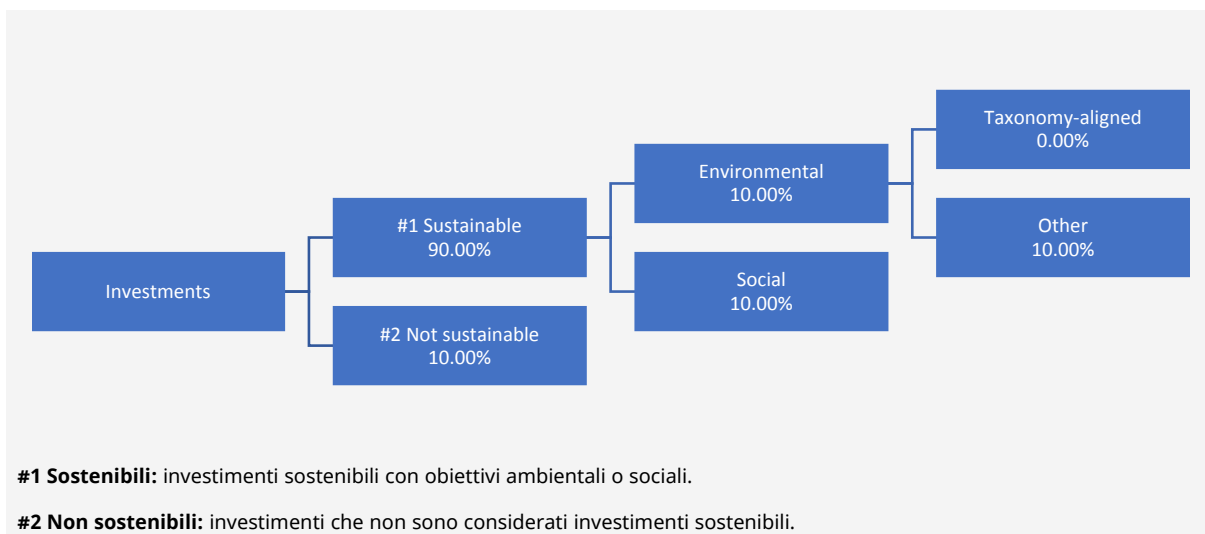 Taxonomy-aligned
0.00%
Environmental
10.00%
#1 Sustainable
90.00%
Other
10.00%
Investments
Social
10.00%
#2 Not sustainable
10.00%
#1 Sostenibili: investimenti sostenibili con obiettivi ambientali o sociali.
#2 Non sostenibili: investimenti che non sono considerati investimenti sostenibili.